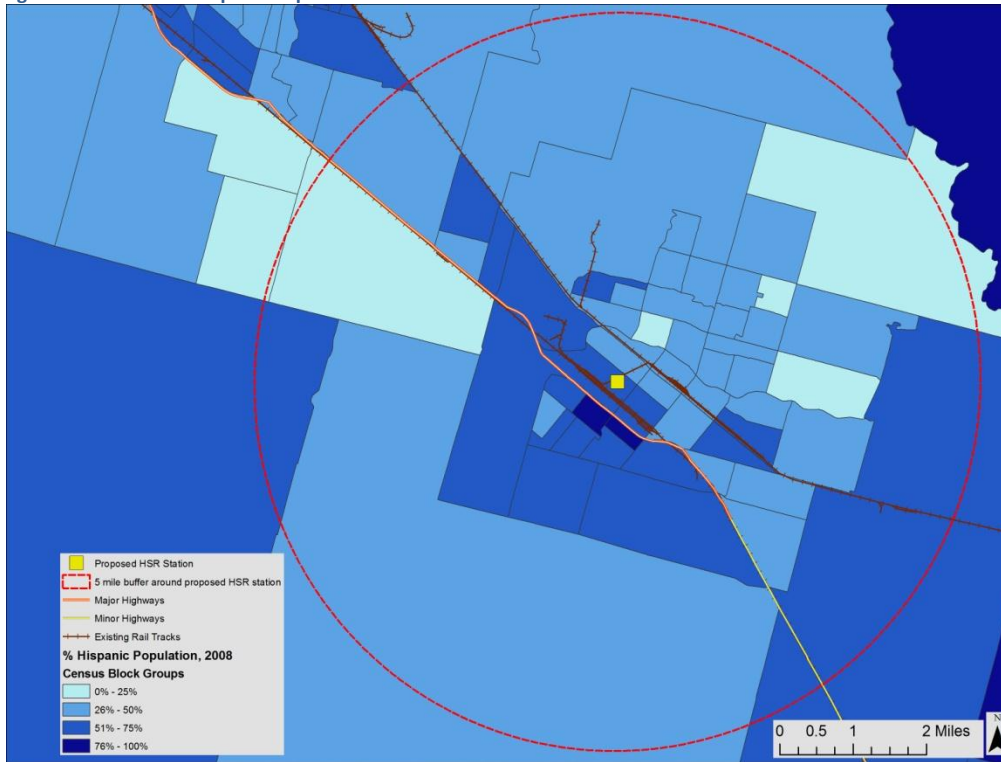 Proposed HSR Station
5 mile buffer around proposed HSR station
Major Highways
Minor Highways
Existing Rail Tracks
% Hispanic Population, 2008
Census Block Groups
0% - 25%
26% - 50%
51% - 75%
76% - 100%
0 0.5 1 2 Miles
N